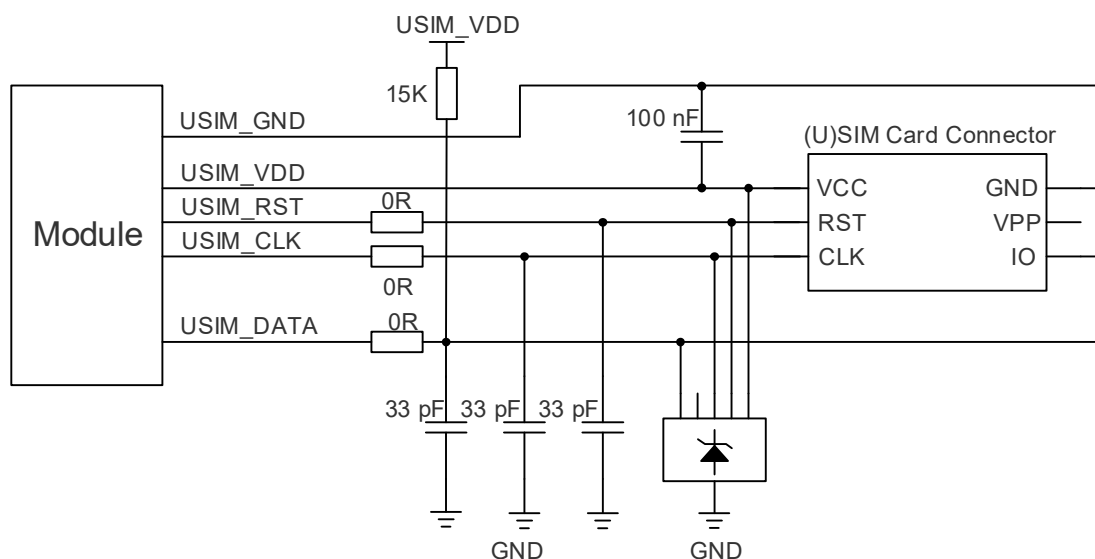 USIM_VDD
15K
USIM_GND
100 nF
(U)SIM Card Connector
USIM_VDD
VCC
GND
USIM_RST
0R
RST
VPP
Module
USIM_CLK
CLK
IO
0R
USIM_DATA
0R
33 pF
33 pF
33 pF
GND
GND